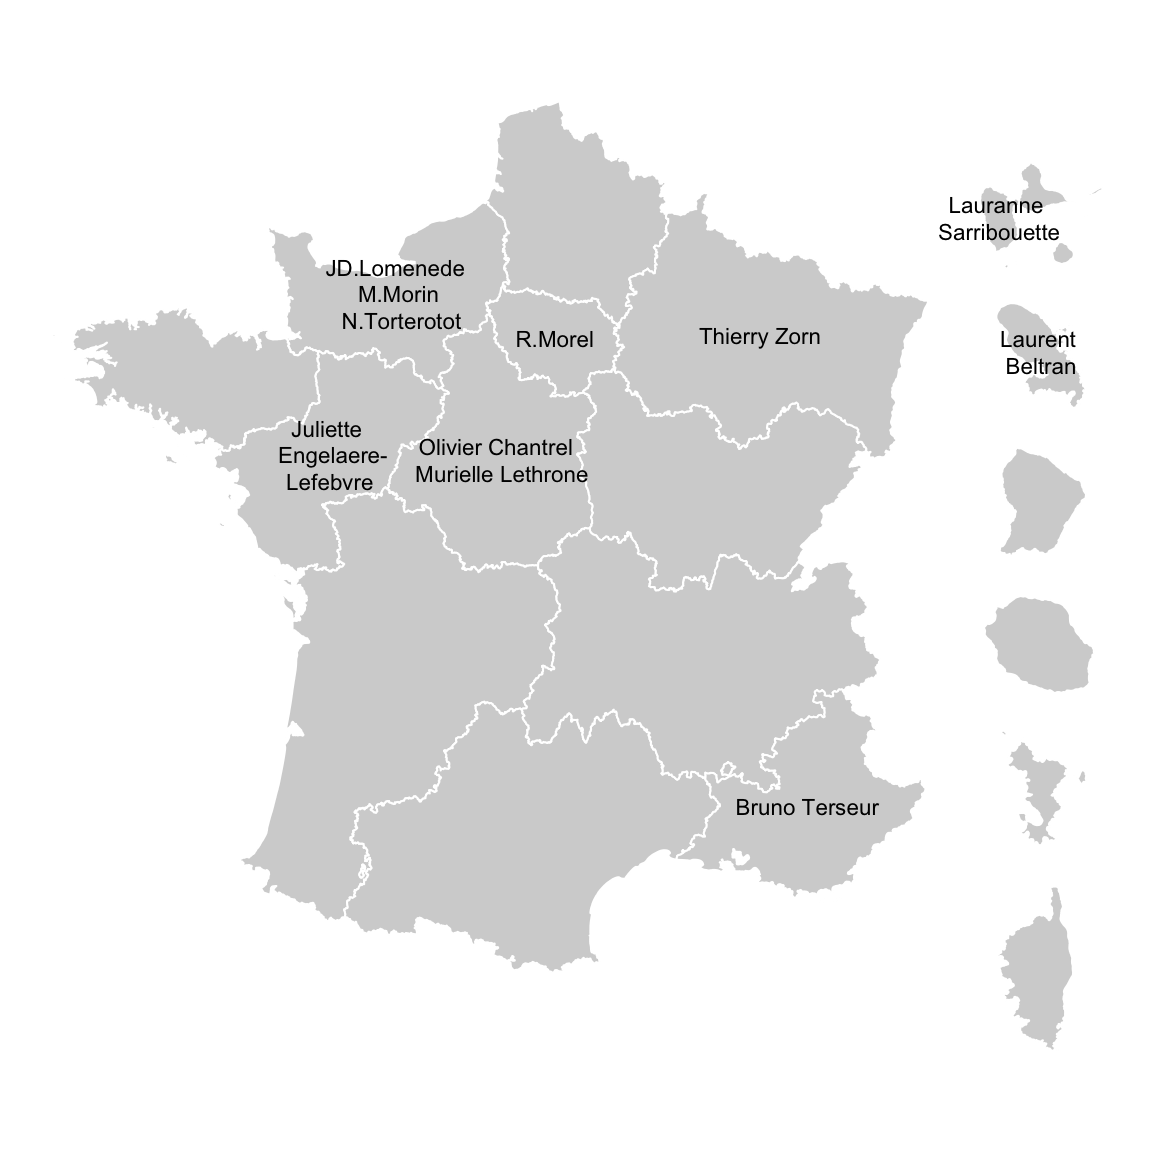 Lauranne
Sarribouette
JD.Lomenede
M.Morin
N.Torterotot
R.Morel
Thierry Zorn
Laurent
Beltran
Juliette
Engelaere-
Lefebvre
Olivier Chantrel
Murielle Lethrone
Bruno Terseur